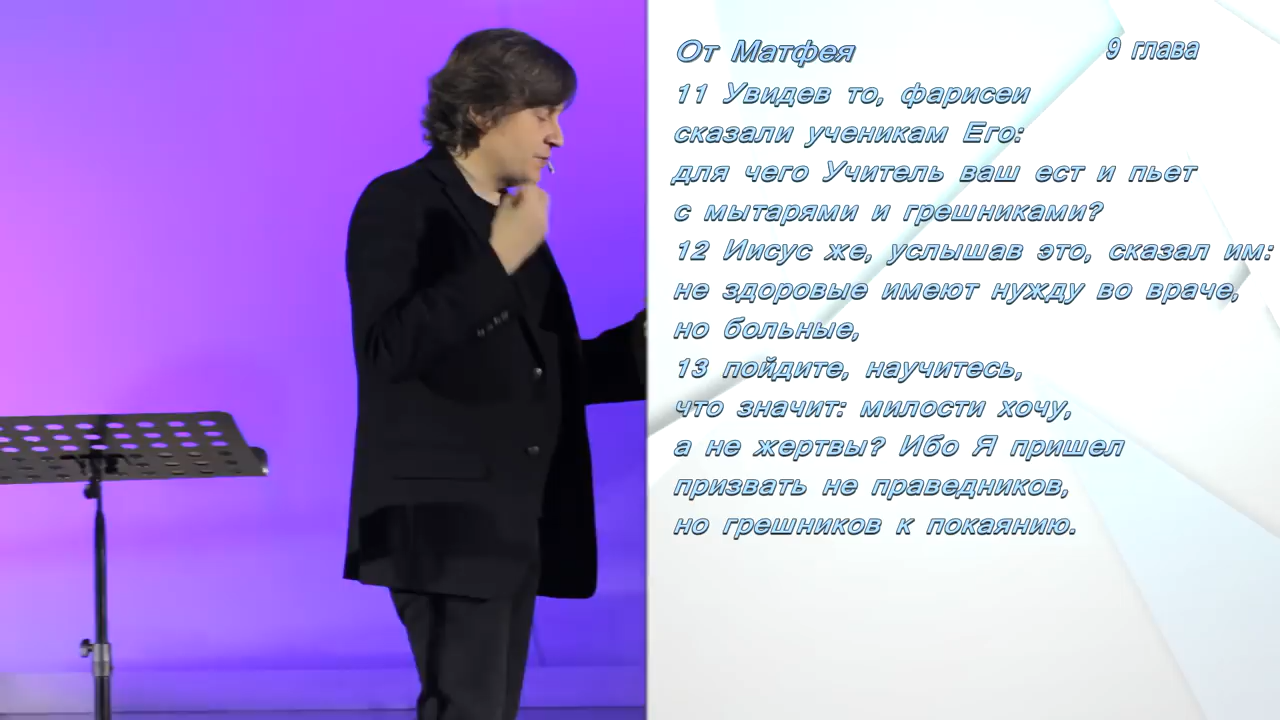 От Матфея 9 глава
11 Увидев то, фарисеи
сказали ученикам Его:
для чего Учитель ваш ест и пьет
с мытарями и грешниками?
12 Иисус же, услышав это, сказал им:
не здоровые имеют нужду во враче,
но больные,
13 пойдите, научитесь,
что значит: милости хочу,
а не жертвы? Ибо Я пришел
призвать не праведников,
но грешников к покаянию.